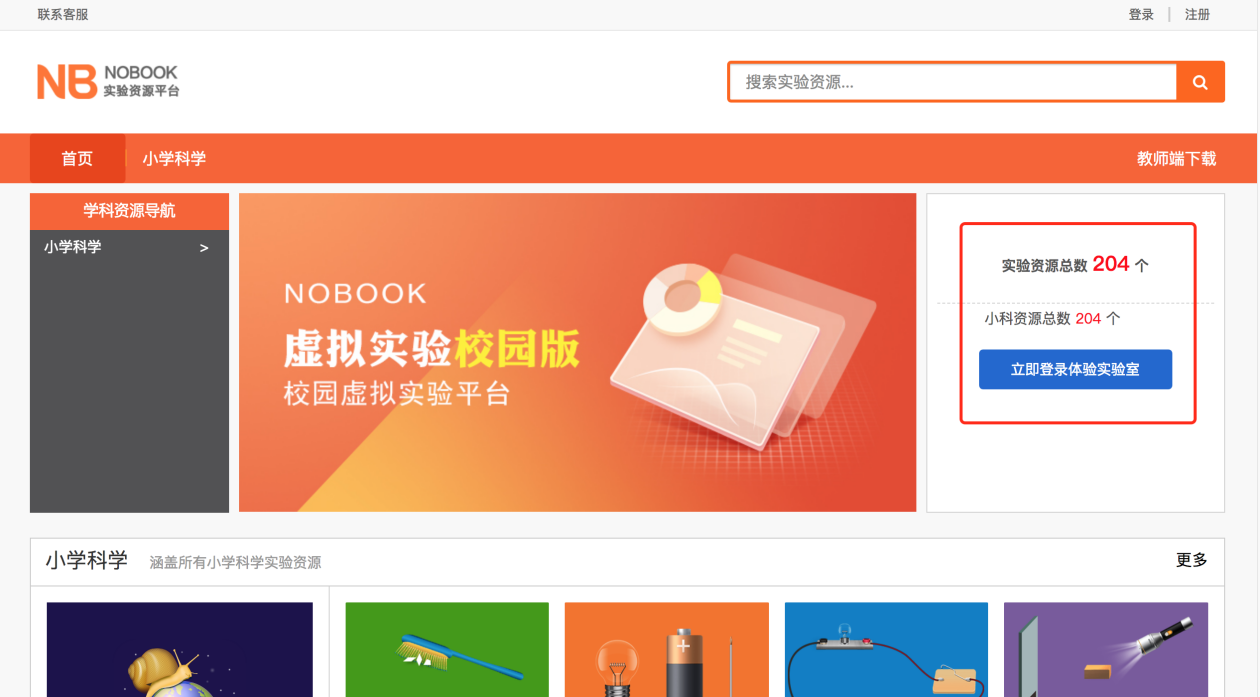 联系客服
登录 | 注册
NB NOBOOK
实验资源平台
搜索实验资源...
首页 小学科学 教师端下载
学科资源导航
小学科学 >
NOBOOK
虚拟实验校园版
校园虚拟实验平台
实验资源总数 204 个
小科资源总数 204 个
立即登录体验实验室
小学科学 涵盖所有小学科学实验资源 更多